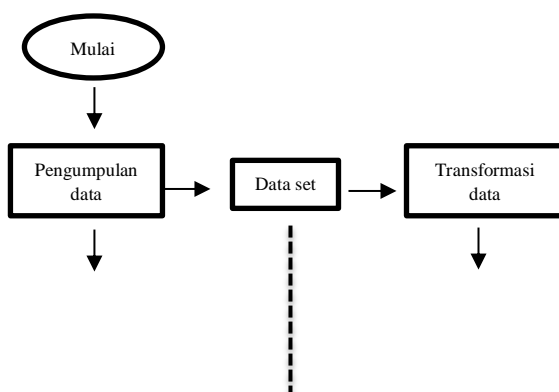 Mulai
Pengumpulan
data
Data set
Transformasi
data